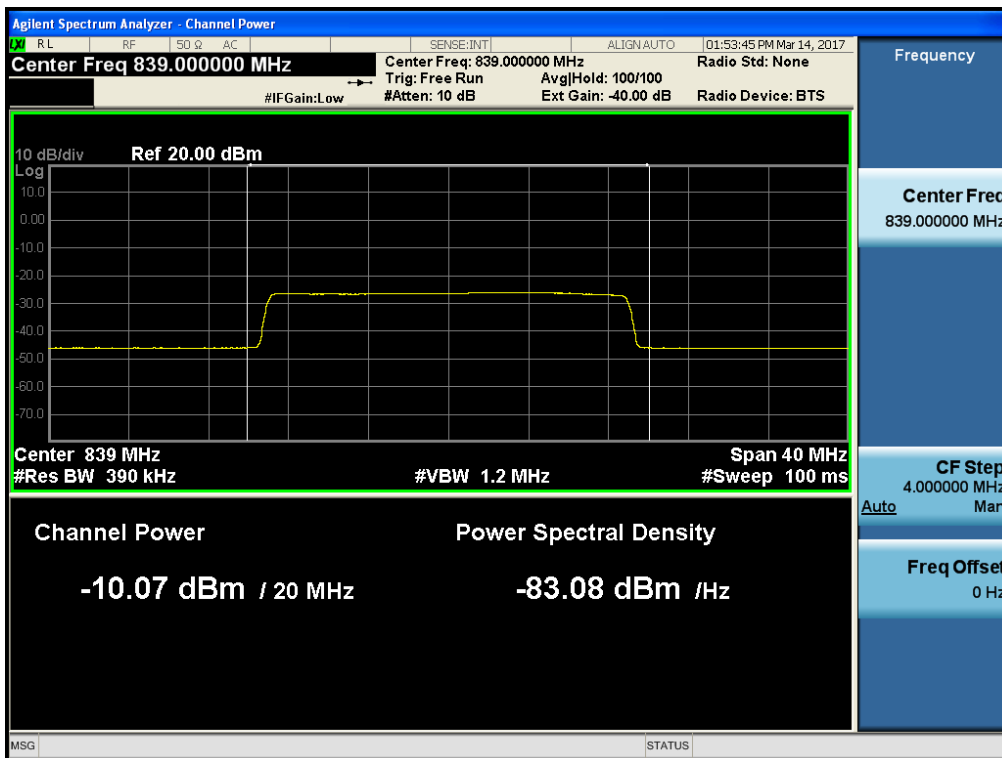 Agilent Spectrum Analyzer - Channel Power
LXI RL RF 50 Ω AC SENSE:INT ALIGN AUTO 01:53:45 PM Mar 14, 2017
Center Freq 839.000000 MHz
Center Freq: 839.000000 MHz Radio Std: None
Trig: Free Run Avg|Hold: 100/100
#IFGain:Low #Atten: 10 dB Ext Gain: -40.00 dB Radio Device: BTS
10 dB/div Ref 20.00 dBm
Log
10.0
0.00
-10.0
-20.0
-30.0
-40.0
-50.0
-60.0
-70.0
Center 839 MHz Span 40 MHz
#Res BW 390 kHz #VBW 1.2 MHz #Sweep 100 ms
Channel Power Power Spectral Density
-10.07 dBm / 20 MHz -83.08 dBm /Hz
MSG STATUS
Frequency
Center Freq
839.000000 MHz
CF Step
4.000000 MHz
Auto Man
Freq Offset
0 Hz